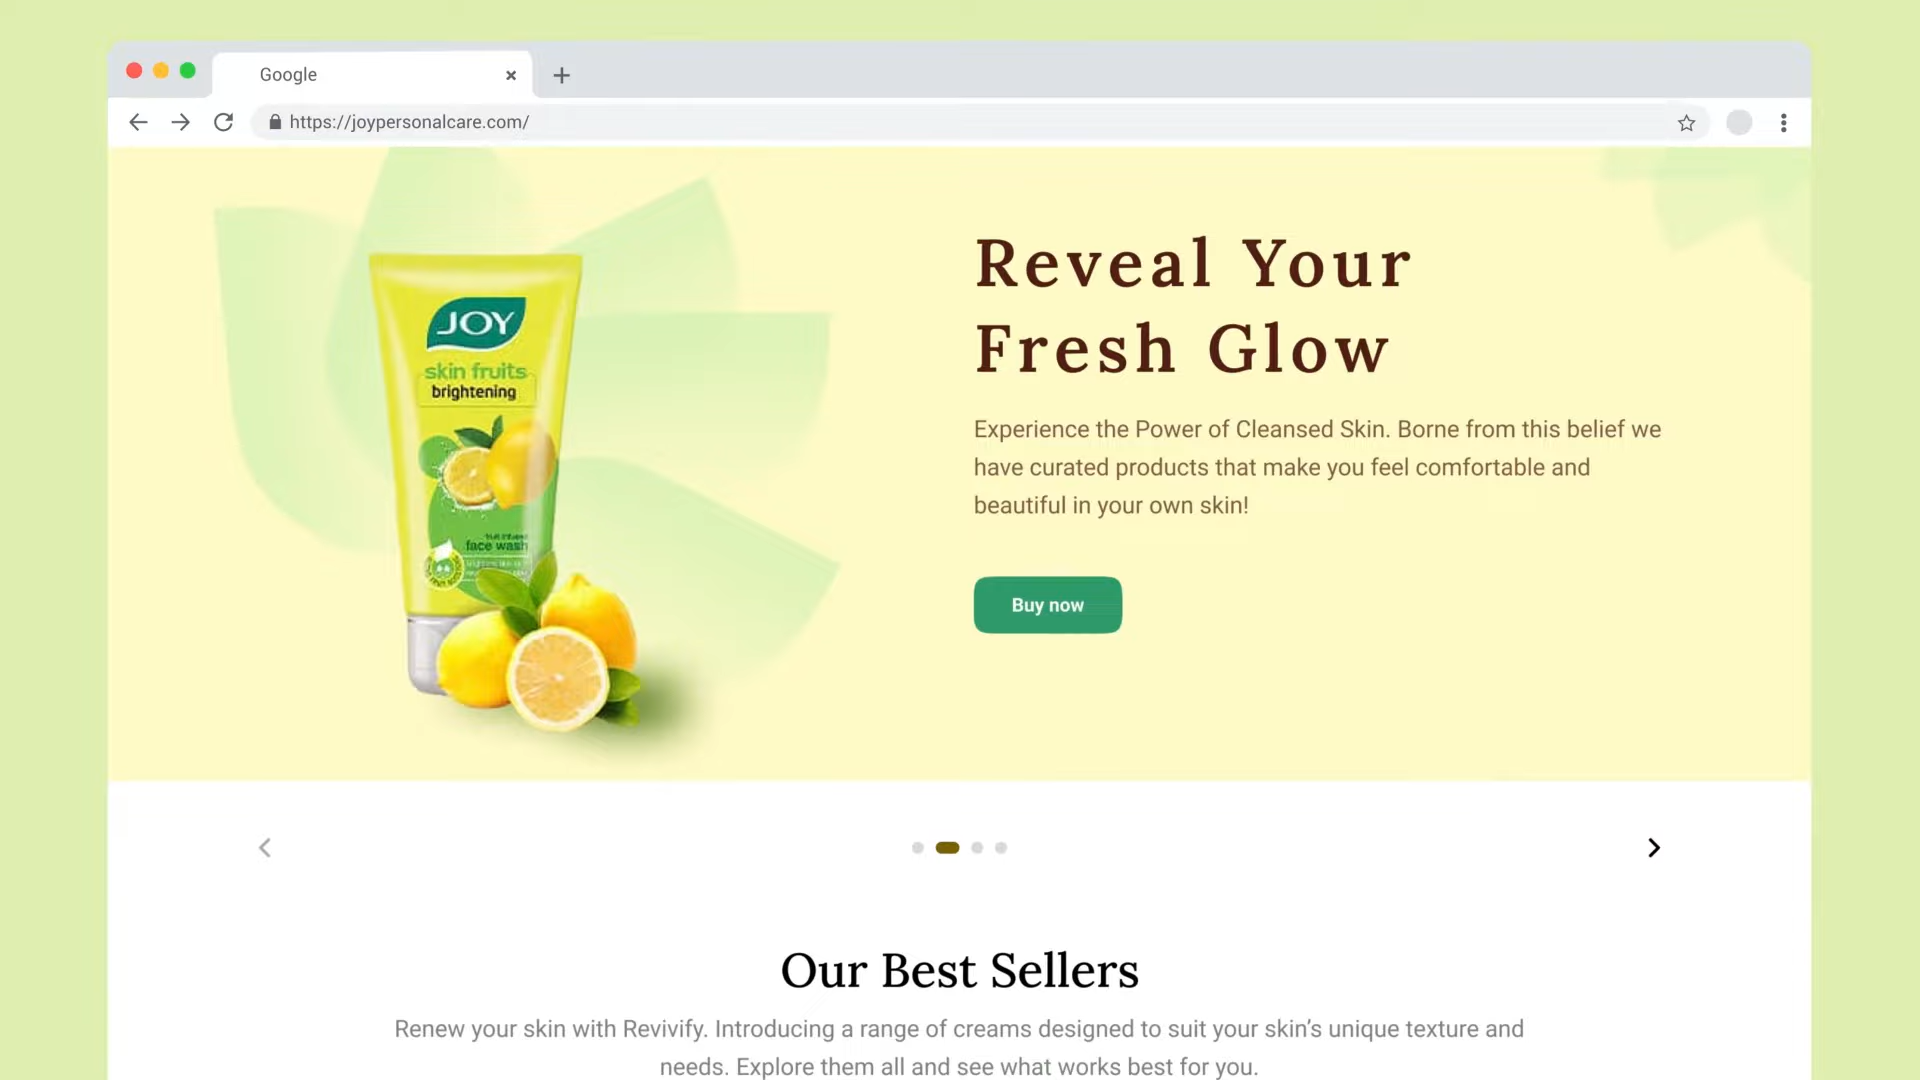 Google
https://joypersonalcare.com/
JOY
skin fruits
brightening
face wash
Reveal Your
Fresh Glow
Experience the Power of Cleansed Skin. Borne from this belief we
have curated products that make you feel comfortable and
beautiful in your own skin!
Buy now
Our Best Sellers
Renew your skin with Revivify. Introducing a range of creams designed to suit your skin’s unique texture and
needs. Explore them all and see what works best for you.